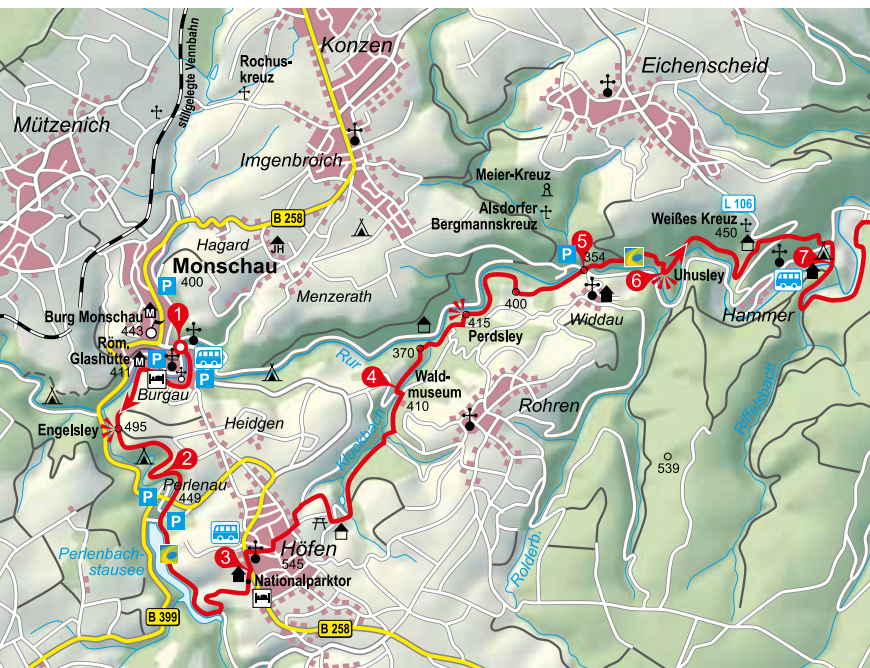 Konzen
Rochus-
kreuz
Eichenscheid
stillgelegte Vennbahn
Mützenich
Imgenbroich
Meier-Kreuz
Alsdorfer
Bergmannskreuz
L 106
Weißes Kreuz
450
B 258
Hagard
JH
Monschau
400
P
Menzerath
P
5
354
7
6
Uhusley
Burg Monschau
M
443
1
400
415
Widdau
Hammer
Perdsley
Röm.
Glashütte
M
411
P
P
Burgau
Rur
370
4
Wald-
museum
410
Rohren
Riffelsbach
Engelsley
495
Heidgen
Kluckbach
539
2
Perlenau
449
P
P
Perlenbach-
stausee
3
Höfen
545
Nationalparktor
Rolderb.
B 399
B 258